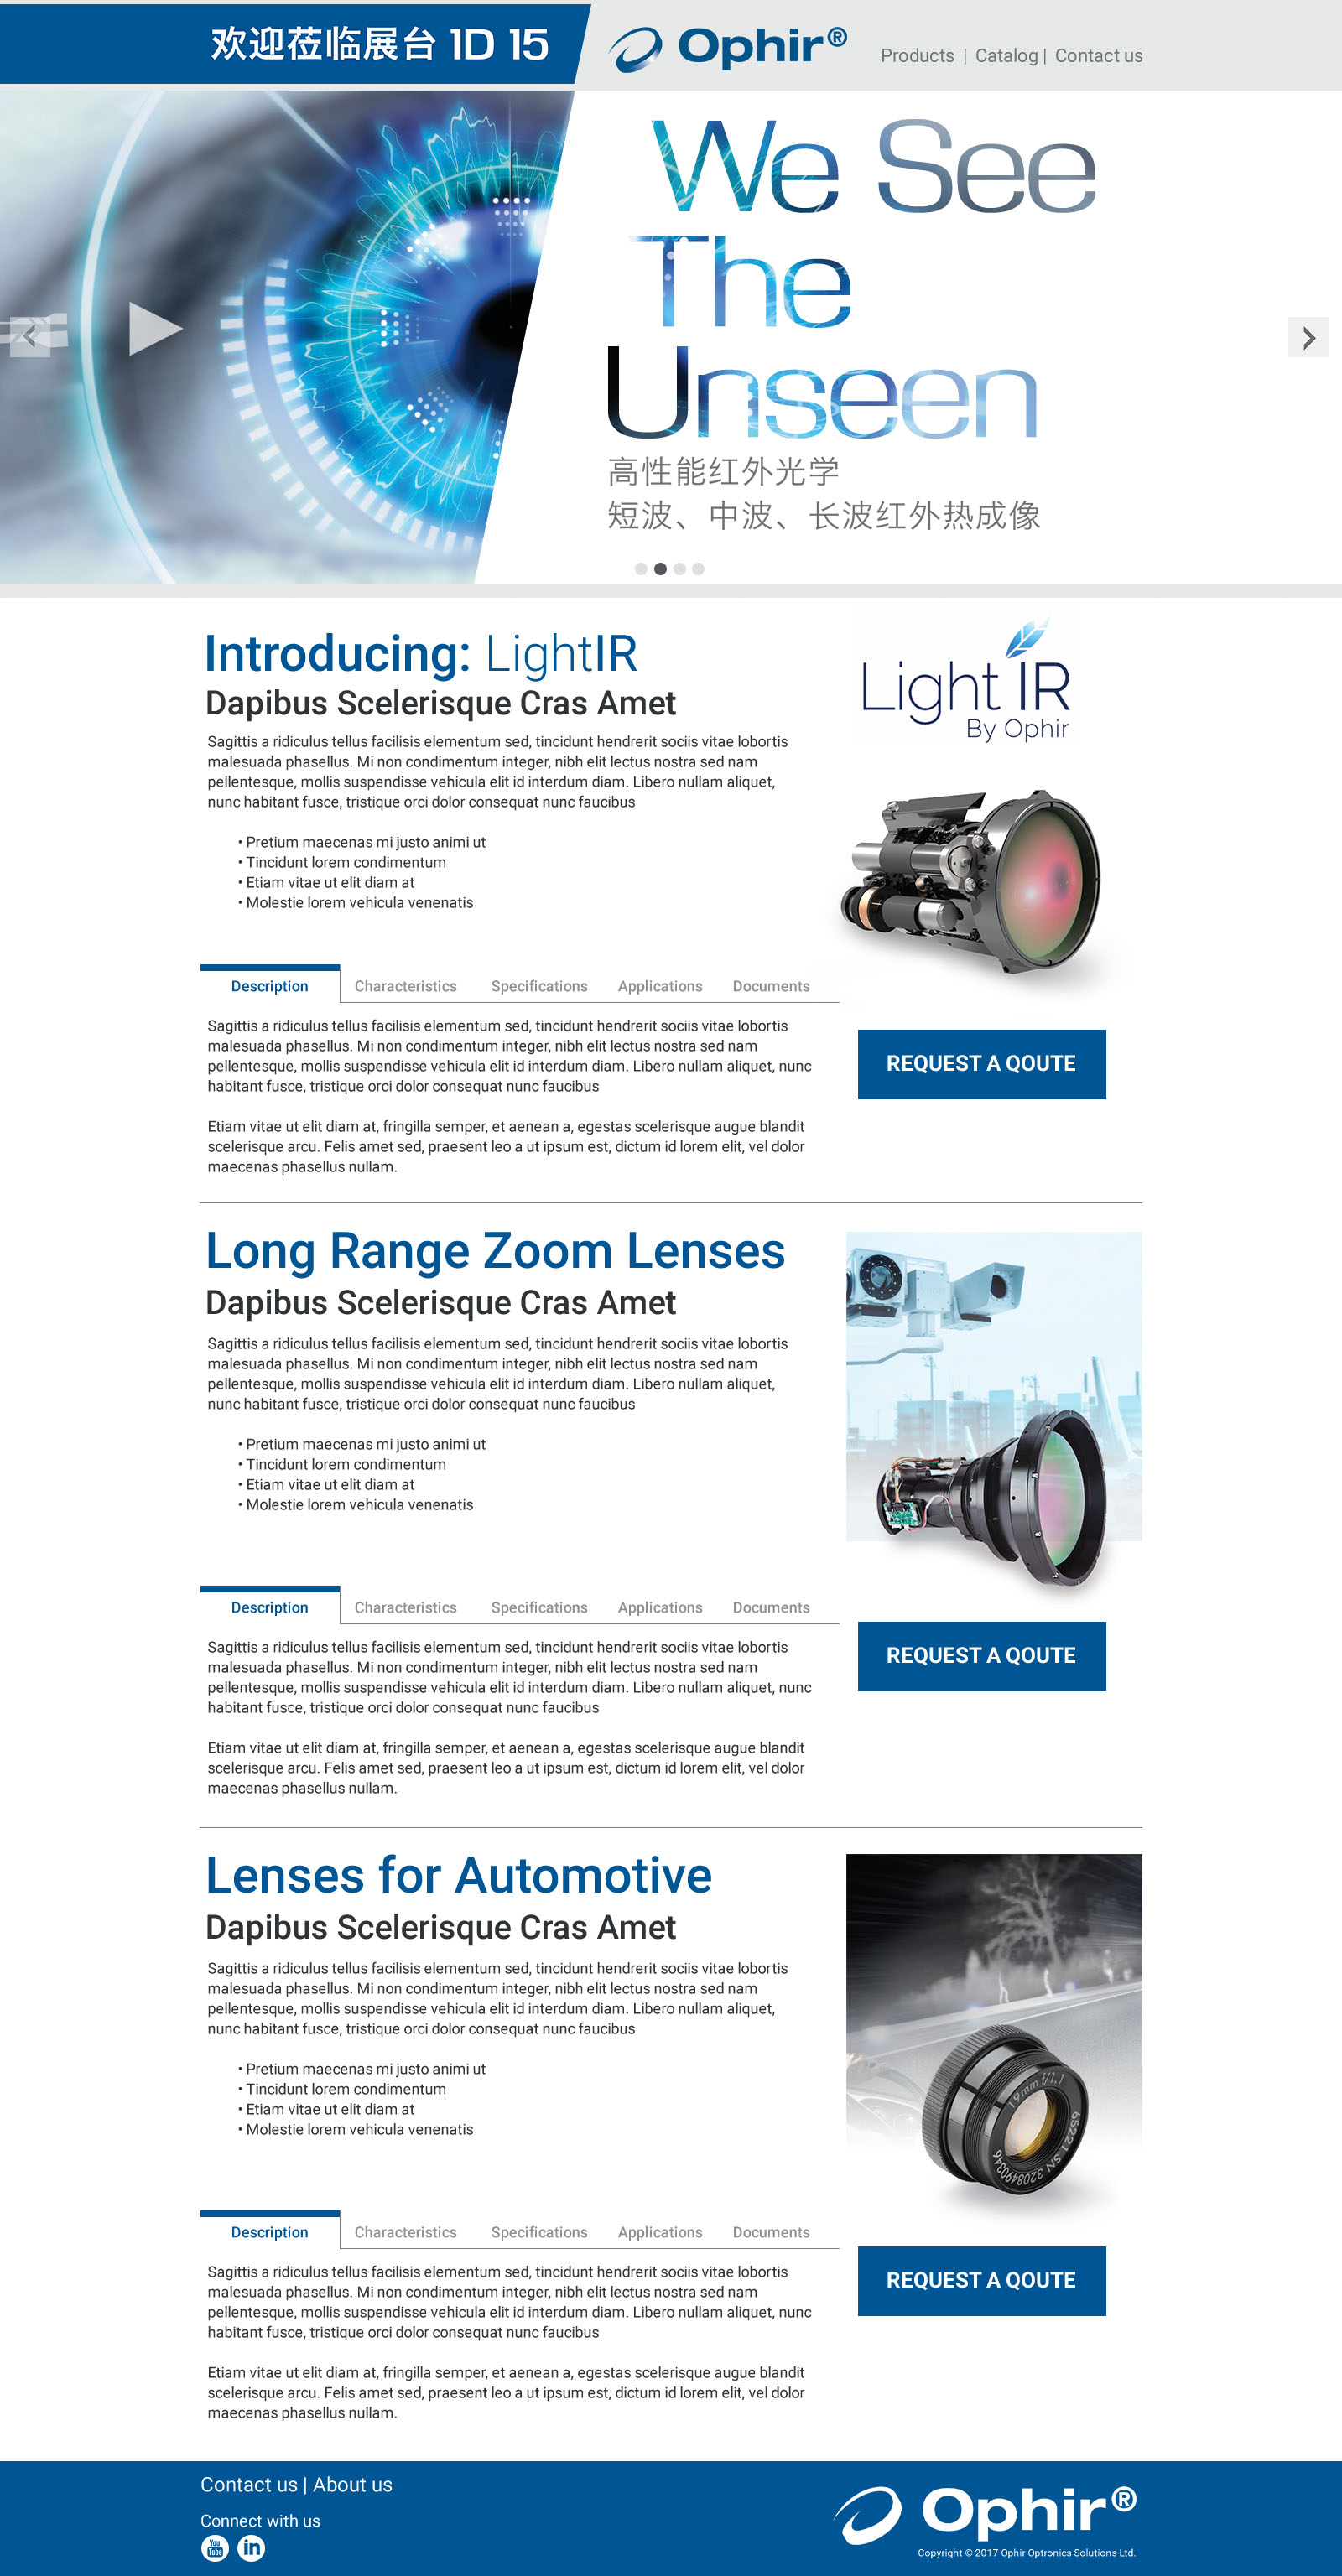 欢迎莅临展台 1D 15
Ophir®
Products | Catalog | Contact us
We See
The
Unseen
高性能红外光学
短波、中波、长波红外热成像
Introducing: LightIR
Dapibus Scelerisque Cras Amet
Sagittis a ridiculus tellus facilisis elementum sed, tincidunt hendrerit sociis vitae lobortis
malesuada phasellus. Mi non condimentum integer, nibh elit lectus nostra sed nam
pellentesque, mollis suspendisse vehicula elit id interdum diam. Libero nullam aliquet,
nunc habitant fusce, tristique orci dolor consequat nunc faucibus
• Pretium maecenas mi justo animi ut
• Tincidunt lorem condimentum
• Etiam vitae ut elit diam at
• Molestie lorem vehicula venenatis
Light IR
By Ophir
Description Characteristics Specifications Applications Documents
Sagittis a ridiculus tellus facilisis elementum sed, tincidunt hendrerit sociis vitae lobortis
malesuada phasellus. Mi non condimentum integer, nibh elit lectus nostra sed nam
pellentesque, mollis suspendisse vehicula elit id interdum diam. Libero nullam aliquet, nunc
habitant fusce, tristique orci dolor consequat nunc faucibus
Etiam vitae ut elit diam at, fringilla semper, et aenean a, egestas scelerisque augue blandit
scelerisque arcu. Felis amet sed, praesent leo a ut ipsum est, dictum id lorem elit, vel dolor
maecenas phasellus nullam.
REQUEST A QOUTE
Long Range Zoom Lenses
Dapibus Scelerisque Cras Amet
Sagittis a ridiculus tellus facilisis elementum sed, tincidunt hendrerit sociis vitae lobortis
malesuada phasellus. Mi non condimentum integer, nibh elit lectus nostra sed nam
pellentesque, mollis suspendisse vehicula elit id interdum diam. Libero nullam aliquet,
nunc habitant fusce, tristique orci dolor consequat nunc faucibus
• Pretium maecenas mi justo animi ut
• Tincidunt lorem condimentum
• Etiam vitae ut elit diam at
• Molestie lorem vehicula venenatis
Description Characteristics Specifications Applications Documents
Sagittis a ridiculus tellus facilisis elementum sed, tincidunt hendrerit sociis vitae lobortis
malesuada phasellus. Mi non condimentum integer, nibh elit lectus nostra sed nam
pellentesque, mollis suspendisse vehicula elit id interdum diam. Libero nullam aliquet, nunc
habitant fusce, tristique orci dolor consequat nunc faucibus
Etiam vitae ut elit diam at, fringilla semper, et aenean a, egestas scelerisque augue blandit
scelerisque arcu. Felis amet sed, praesent leo a ut ipsum est, dictum id lorem elit, vel dolor
maecenas phasellus nullam.
REQUEST A QOUTE
Lenses for Automotive
Dapibus Scelerisque Cras Amet
Sagittis a ridiculus tellus facilisis elementum sed, tincidunt hendrerit sociis vitae lobortis
malesuada phasellus. Mi non condimentum integer, nibh elit lectus nostra sed nam
pellentesque, mollis suspendisse vehicula elit id interdum diam. Libero nullam aliquet,
nunc habitant fusce, tristique orci dolor consequat nunc faucibus
• Pretium maecenas mi justo animi ut
• Tincidunt lorem condimentum
• Etiam vitae ut elit diam at
• Molestie lorem vehicula venenatis
19mm f/1.1
65221 SN 3208490346
Description Characteristics Specifications Applications Documents
Sagittis a ridiculus tellus facilisis elementum sed, tincidunt hendrerit sociis vitae lobortis
malesuada phasellus. Mi non condimentum integer, nibh elit lectus nostra sed nam
pellentesque, mollis suspendisse vehicula elit id interdum diam. Libero nullam aliquet, nunc
habitant fusce, tristique orci dolor consequat nunc faucibus
Etiam vitae ut elit diam at, fringilla semper, et aenean a, egestas scelerisque augue blandit
scelerisque arcu. Felis amet sed, praesent leo a ut ipsum est, dictum id lorem elit, vel dolor
maecenas phasellus nullam.
REQUEST A QOUTE
Contact us | About us
Connect with us
You Tube in
Ophir®
Copyright © 2017 Ophir Optronics Solutions Ltd.